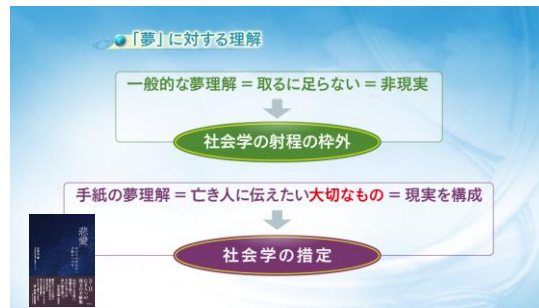 「夢」に対する理解
一般的な夢理解 = 取るに足らない = 非現実
社会学の射程の枠外
手紙の夢理解 = 亡き人に伝えたい大切なもの = 現実を構成
社会学の措定
悲愛